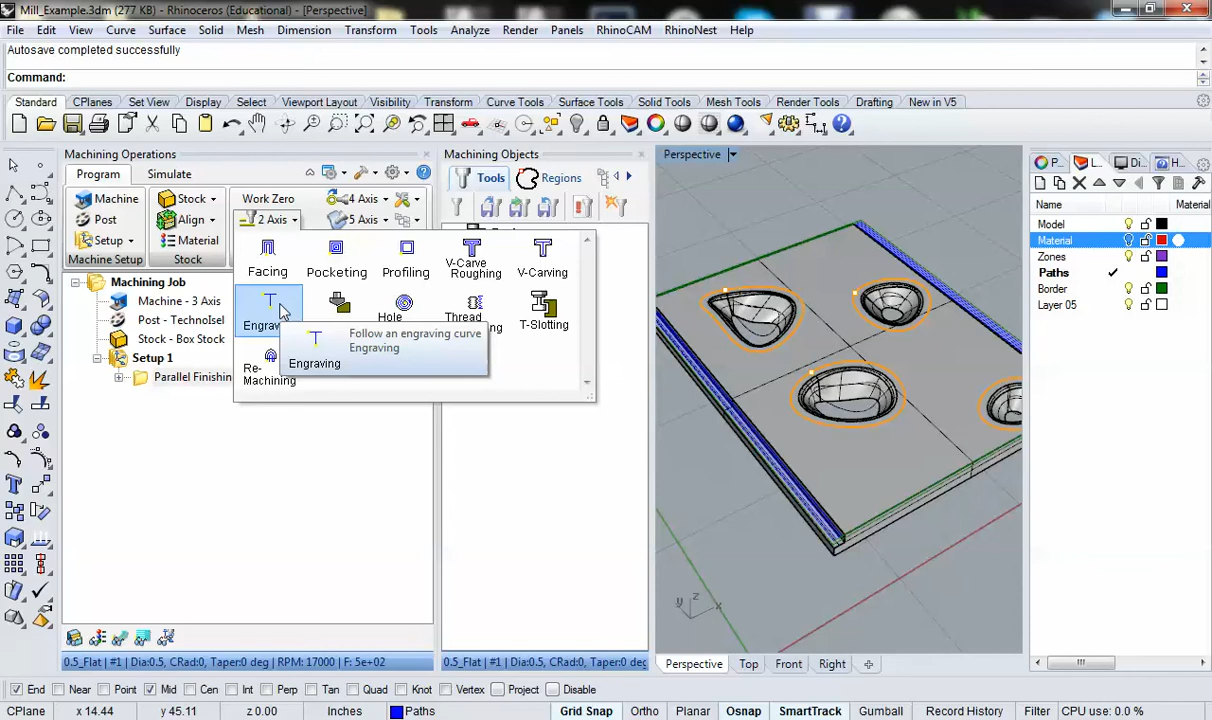 Mill_Example.3dm (277 KB) - Rhinoceros (Educational) - [Perspective]
File Edit View Curve Surface Solid Mesh Dimension Transform Tools Analyze Render Panels RhinoCAM RhinoNest Help
Autosave completed successfully
Command:
Standard CPlanes Set View Display Select Viewport Layout Visibility Transform Curve Tools Surface Tools Solid Tools Mesh Tools Render Tools Drafting New in V5
Machining Operations
Program Simulate
Machine Stock Work Zero 4 Axis
Post Align 2 Axis 5 Axis
Setup Material
Machine Setup Stock
Facing Pocketing Profiling V-Carve Roughing V-Carving
Engrav Hole Thread T-Slotting
Follow an engraving curve
Engraving
Engraving
Re-Machining
Machining Job
Machine - 3 Axis
Post - TechnoIsel
Stock - Box Stock
Setup 1
Parallel Finishin
0.5_Flat | #1 | Dia:0.5, CRad:0, Taper:0 deg | RPM: 17000 | F: 5e+02
Machining Objects
Tools Regions
0.5_Flat | #1 | Dia:0.5, CRad:0, Taper:0 deg
Perspective
z
y
x
Perspective Top Front Right
P... L... Di... H...
Name Material
Model
Material
Zones
Paths
Border
Layer 05
End Near Point Mid Cen Int Perp Tan Quad Knot Vertex Project Disable
CPlane x 14.44 y 45.11 z 0.00 Inches Paths Grid Snap Ortho Planar Osnap SmartTrack Gumball Record History Filter CPU use: 0.0 %